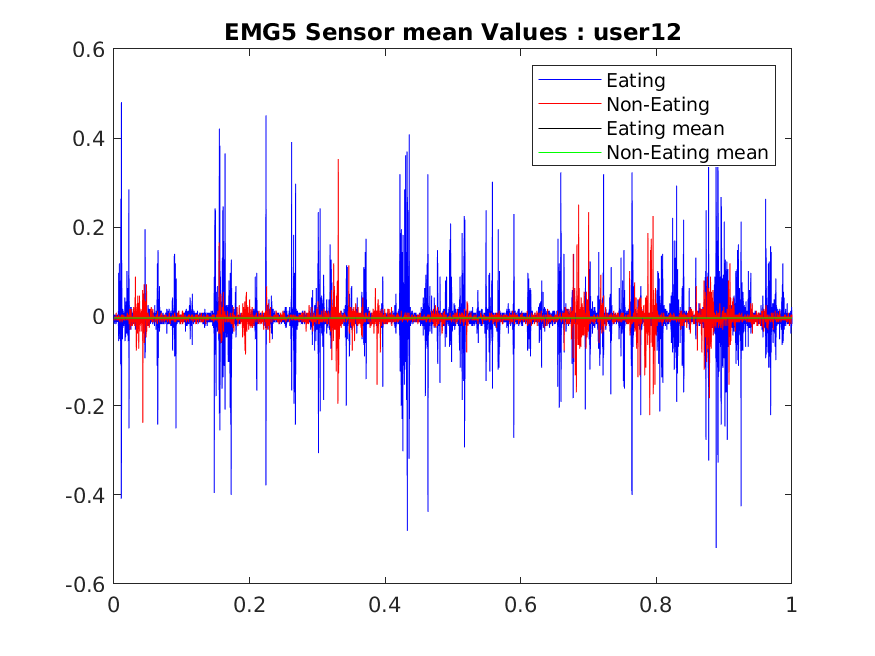 EMG5 Sensor mean Values : user12
0.6
0.4
0.2
0
-0.2
-0.4
-0.6
0
0.2
0.4
0.6
0.8
1
Eating
Non-Eating
Eating mean
Non-Eating mean